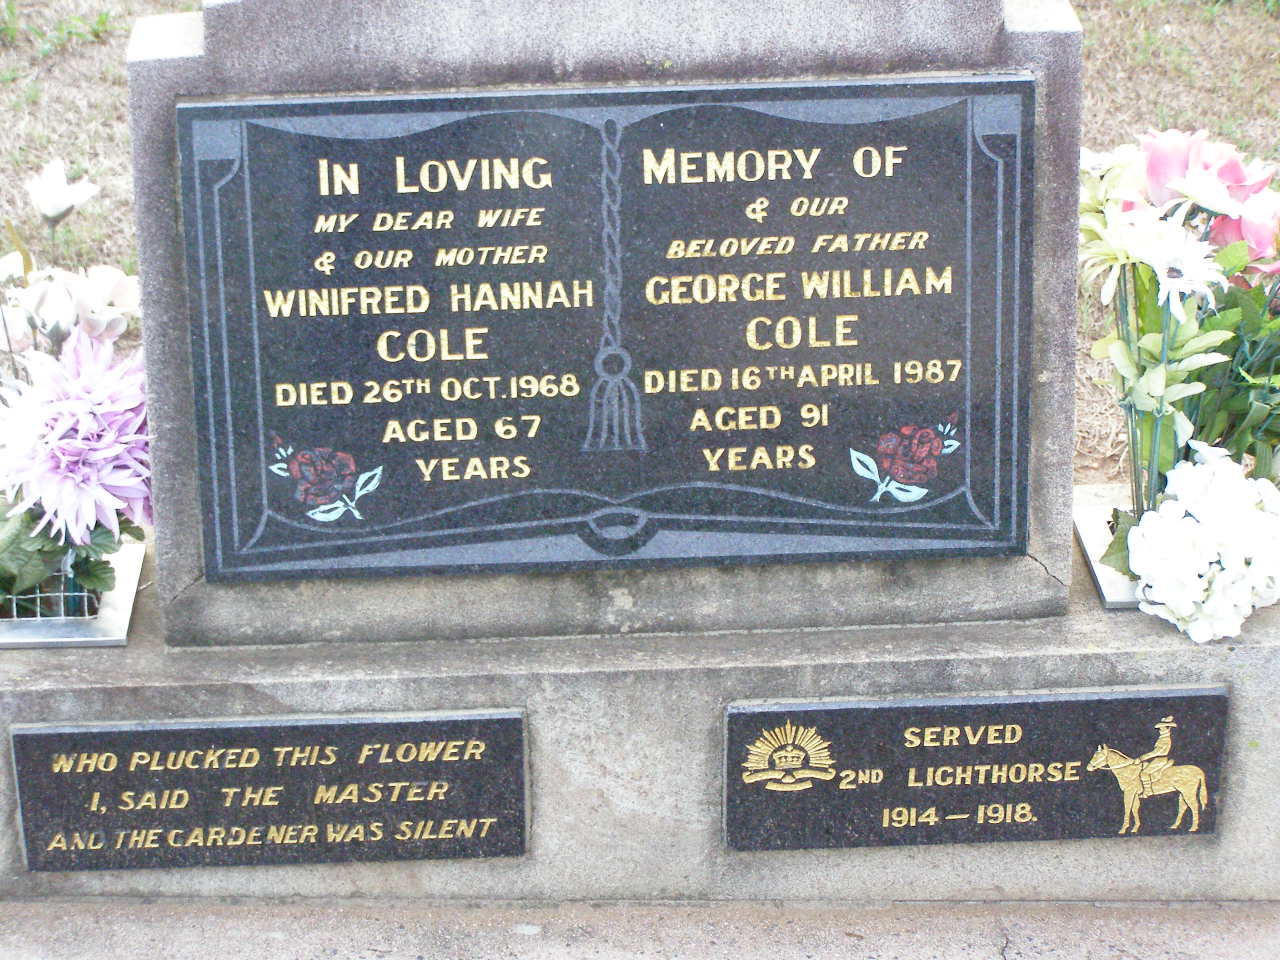 IN LOVING
MY DEAR WIFE
& OUR MOTHER
WINIFRED HANNAH
COLE
DIED 26TH OCT. 1968
AGED 67
YEARS
MEMORY OF
& OUR
BELOVED FATHER
GEORGE WILLIAM
COLE
DIED 16TH APRIL 1987
AGED 91
YEARS
WHO PLUCKED THIS FLOWER
I, SAID THE MASTER
AND THE GARDENER WAS SILENT
SERVED
2ND LIGHTHORSE
1914 — 1918.